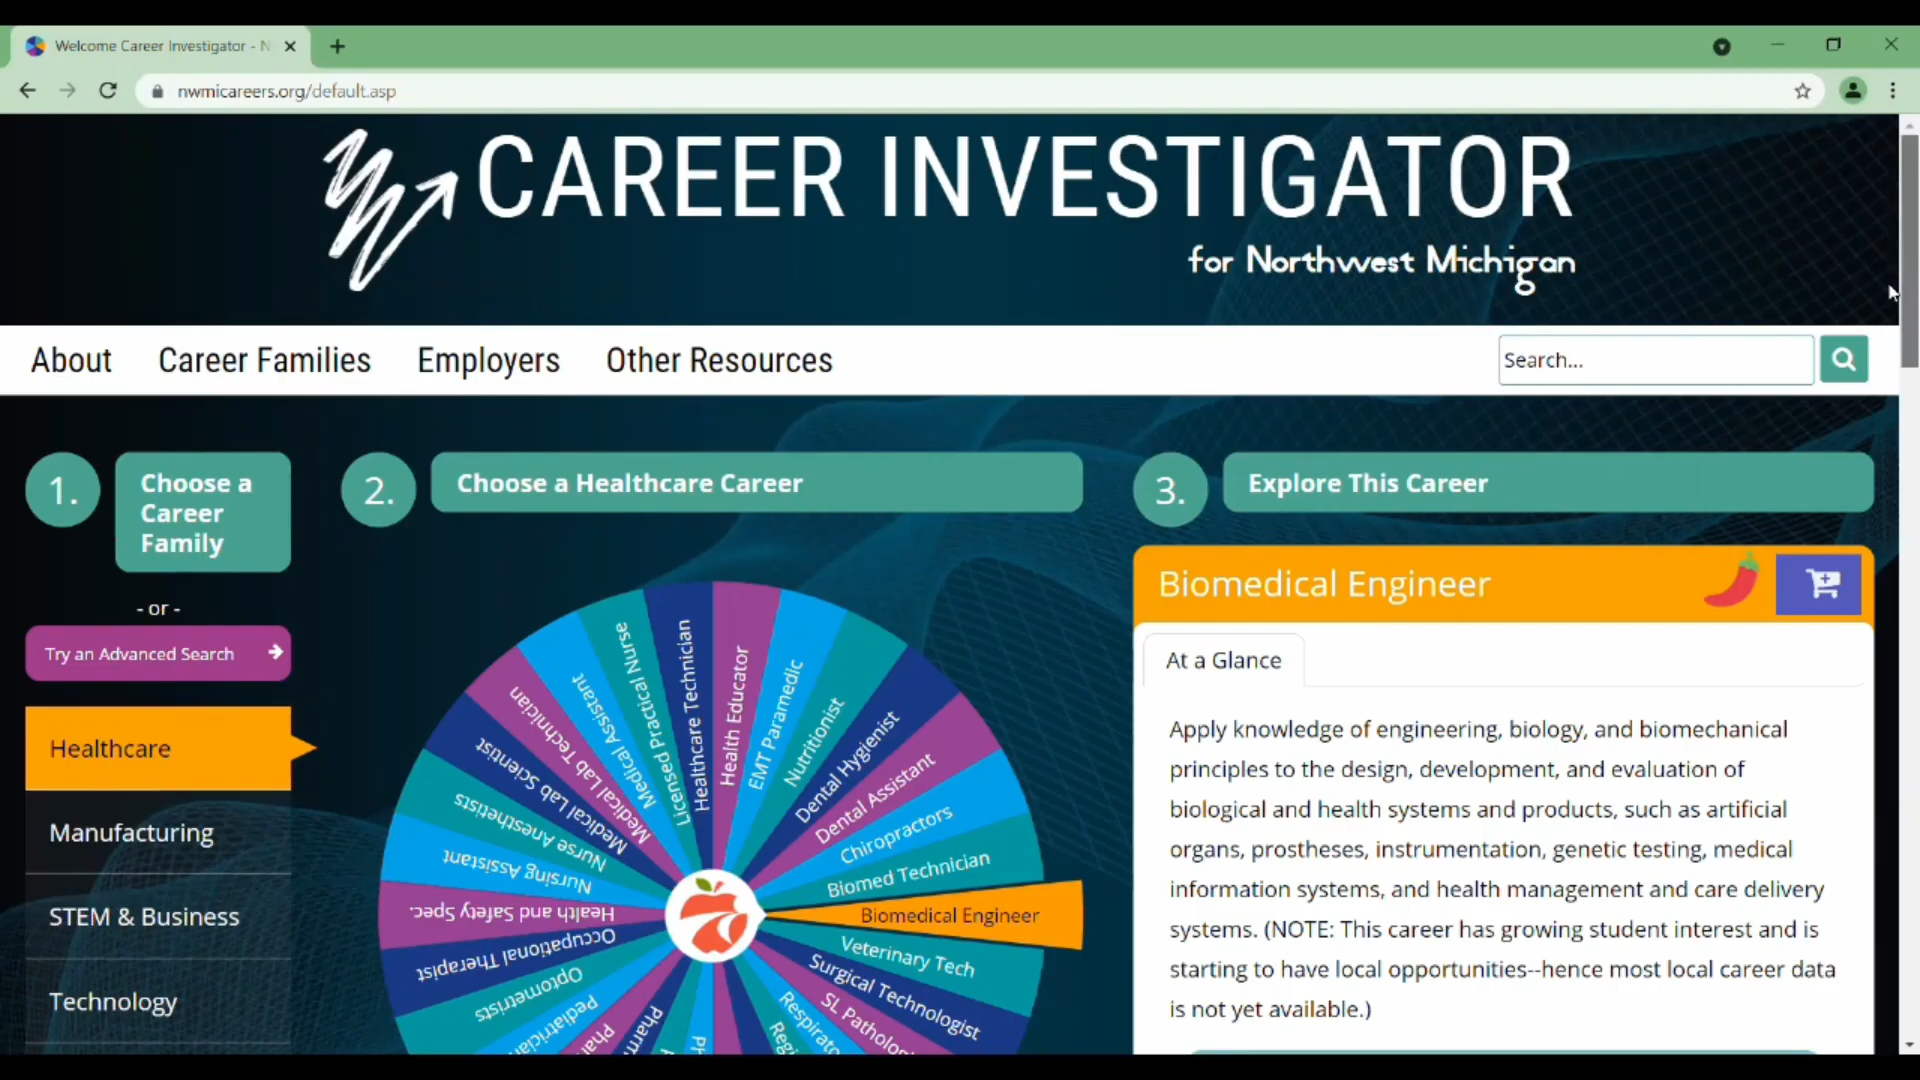 Welcome Career Investigator - N
nwmicareers.org/default.asp
CAREER INVESTIGATOR
for Northwest Michigan
About
Career Families
Employers
Other Resources
Search...
1.
Choose a
Career
Family
- or -
Try an Advanced Search
Healthcare
Manufacturing
STEM & Business
Technology
2.
Choose a Healthcare Career
Health and Safety Spec.
Nursing Assistant
Nurse Anesthetists
Medical Lab Scientist
Medical Lab Technician
Medical Assistant
Licensed Practical Nurse
Healthcare Technician
Health Educator
EMT Paramedic
Nutritionist
Dental Hygienist
Dental Assistant
Chiropractors
Biomed Technician
Biomedical Engineer
Veterinary Tech
Surgical Technologist
SL Patholo
Respirato
Regi
Pharm
Pha
Pediatricia
Optometrists
Occupational Therapist
3.
Explore This Career
Biomedical Engineer
At a Glance
Apply knowledge of engineering, biology, and biomechanical
principles to the design, development, and evaluation of
biological and health systems and products, such as artificial
organs, prostheses, instrumentation, genetic testing, medical
information systems, and health management and care delivery
systems. (NOTE: This career has growing student interest and is
starting to have local opportunities--hence most local career data
is not yet available.)